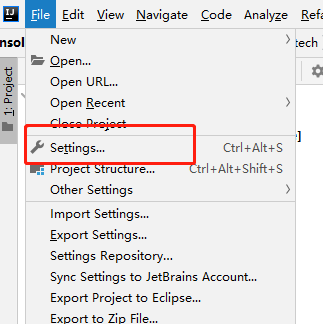 IJ File Edit View Navigate Code Analyze Ref
nsol
tech
1: Project
New
Open...
Open URL...
Open Recent
Close Project
Settings... Ctrl+Alt+S
Project Structure... Ctrl+Alt+Shift+S
Other Settings
Import Settings...
Export Settings...
Settings Repository...
Sync Settings to JetBrains Account...
Export Project to Eclipse...
Export to Zip File...